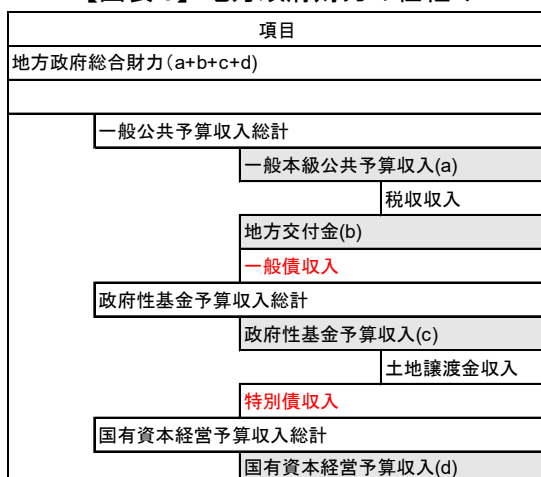 項目
地方政府総合財力(a+b+c+d)
一般公共予算収入総計
一般本級公共予算収入(a)
税収収入
地方交付金(b)
一般債収入
政府性基金予算収入総計
政府性基金予算収入(c)
土地譲渡金収入
特別債収入
国有資本経営予算収入総計
国有資本経営予算収入(d)